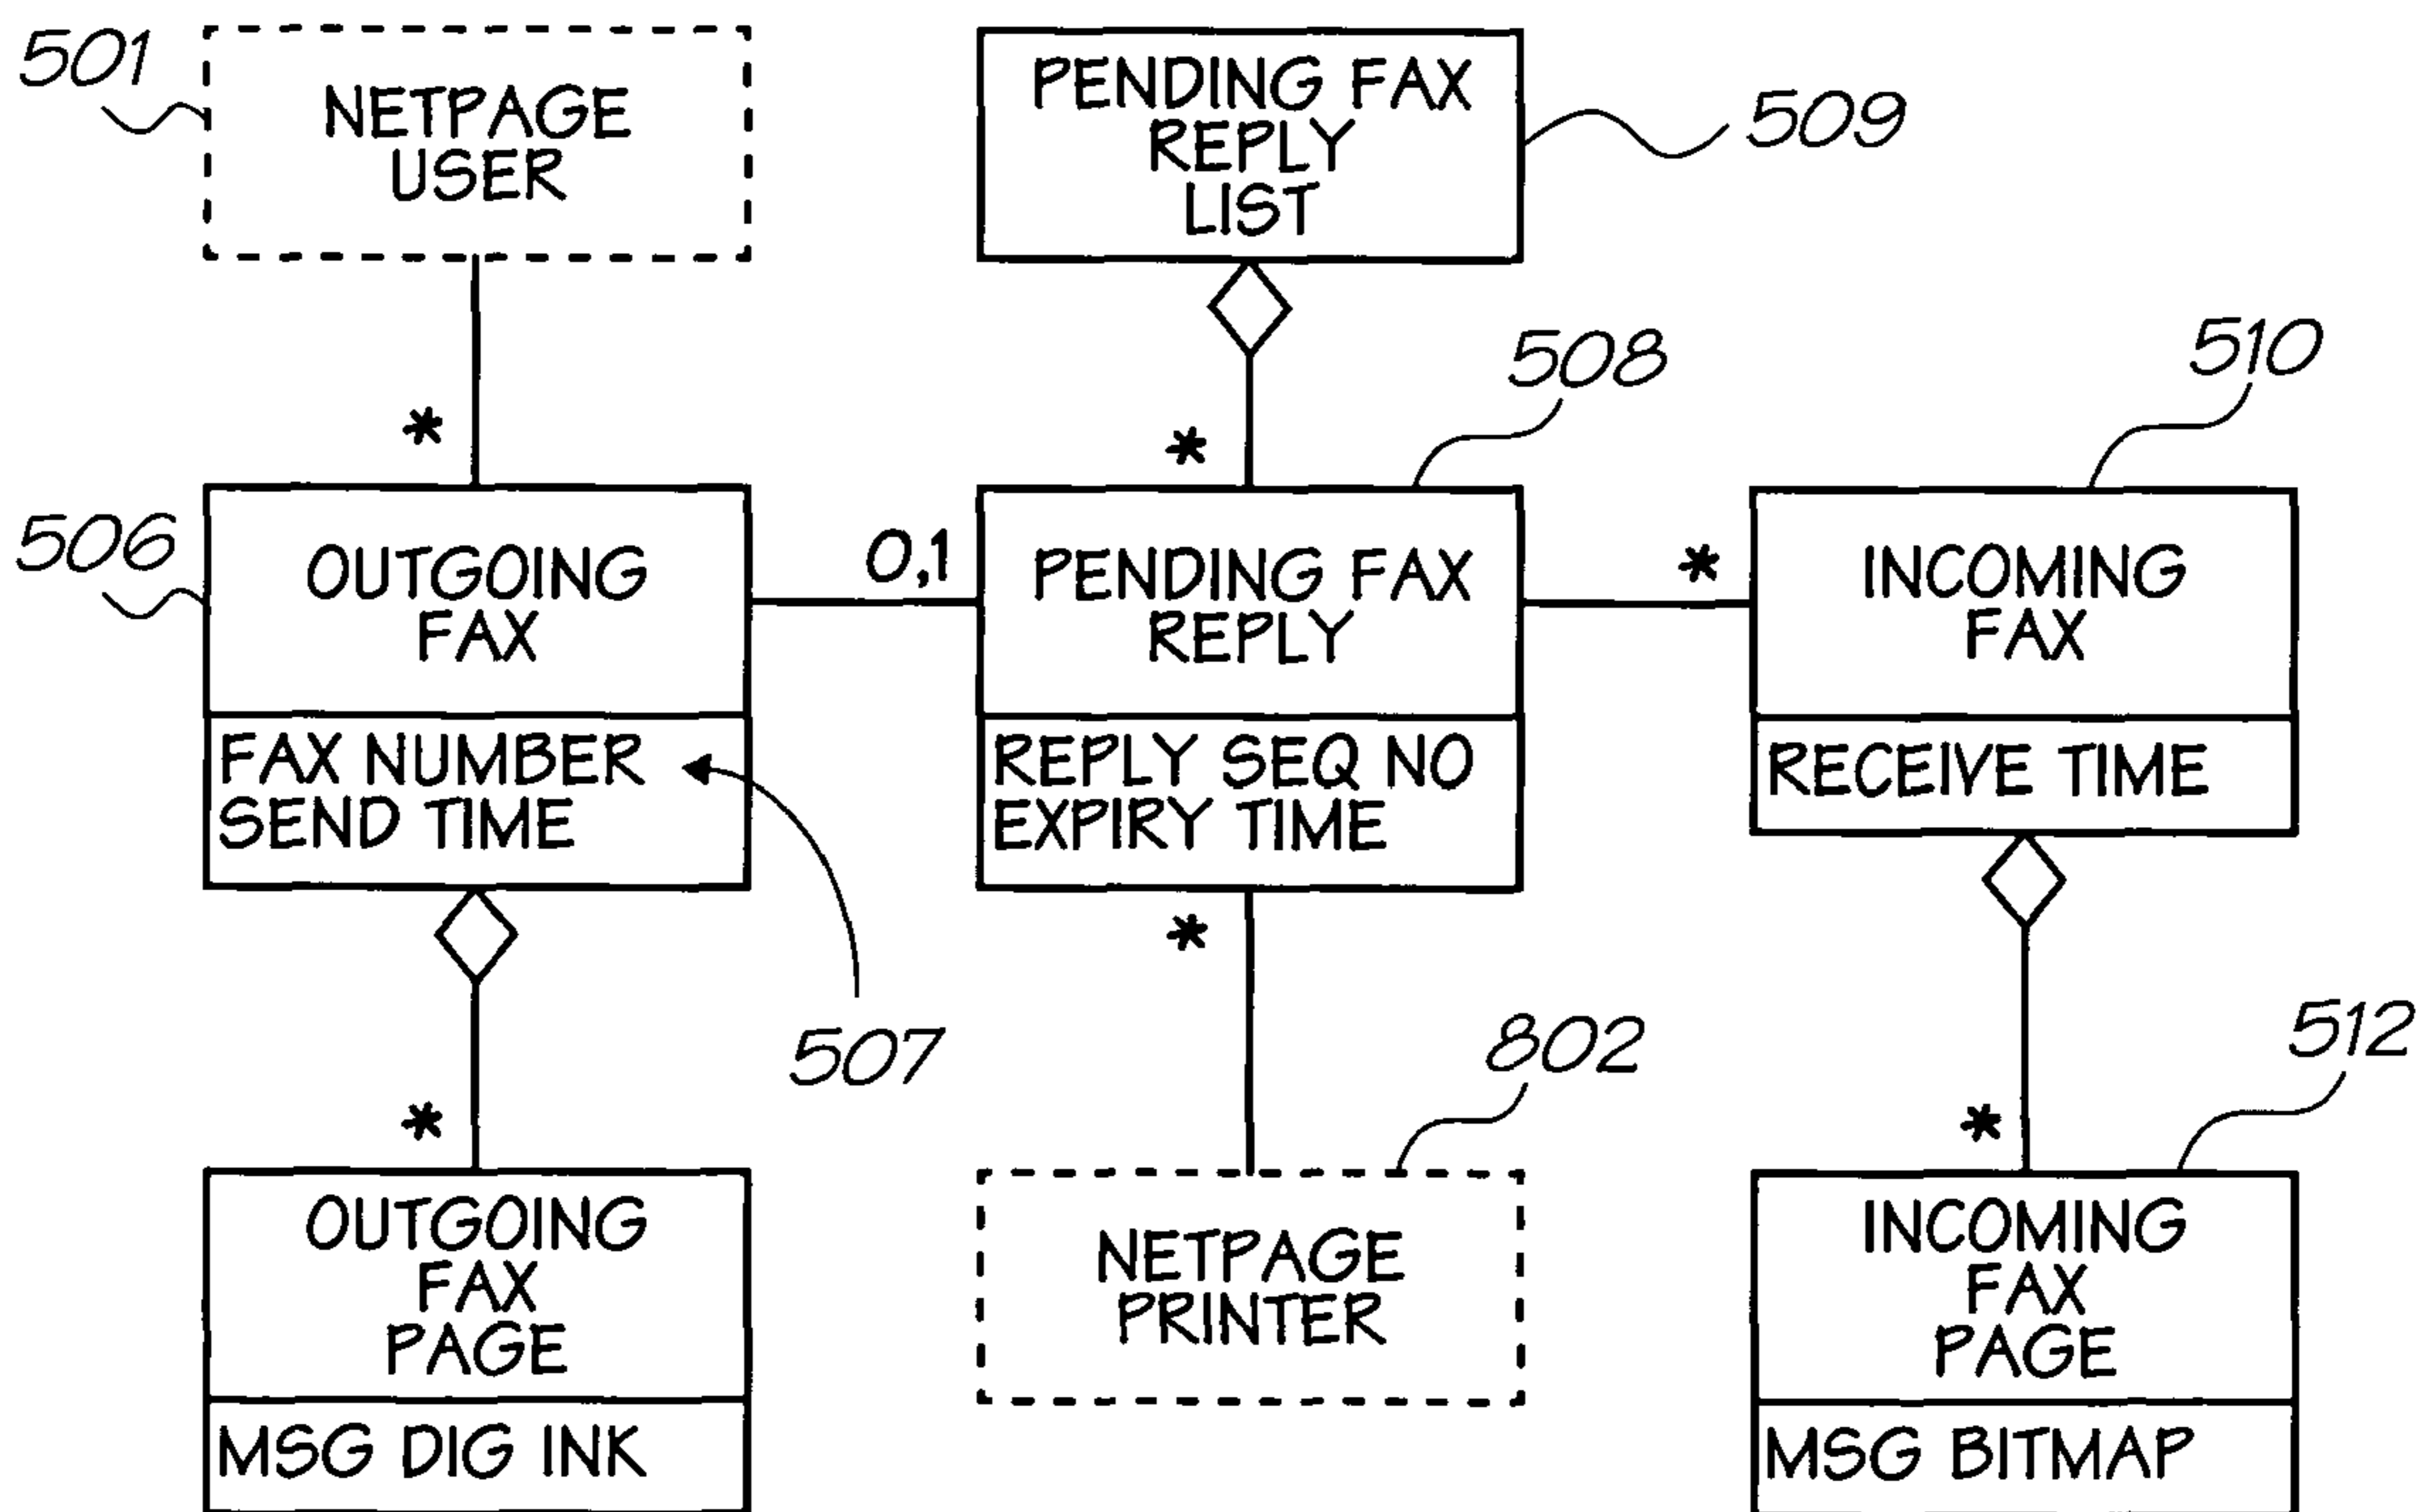 501
NETPAGE
USER
PENDING FAX
REPLY
LIST
509
*
*
508
510
506
OUTGOING
FAX
0,1
PENDING FAX
REPLY
*
INCOMING
FAX
FAX NUMBER
SEND TIME
REPLY SEQ NO
EXPIRY TIME
RECEIVE TIME
507
*
802
512
*
*
OUTGOING
FAX
PAGE
MSG DIG INK
NETPAGE
PRINTER
INCOMING
FAX
PAGE
MSG BITMAP